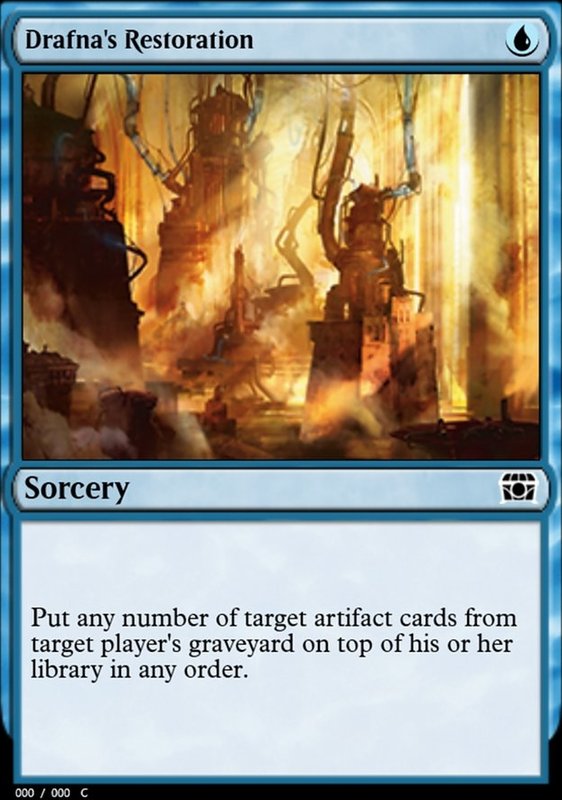 Drafna's Restoration
Sorcery
Put any number of target artifact cards from
target player's graveyard on top of his or her
library in any order.
000 / 000 C